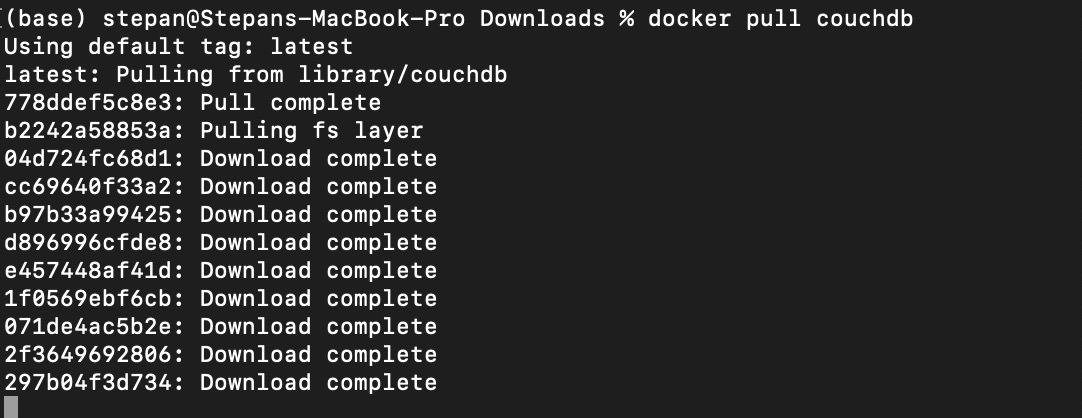 (base) stepan@Stepans-MacBook-Pro Downloads % docker pull couchdb
Using default tag: latest
latest: Pulling from library/couchdb
778ddef5c8e3: Pull complete
b2242a58853a: Pulling fs layer
04d724fc68d1: Download complete
cc69640f33a2: Download complete
b97b33a99425: Download complete
d896996cfde8: Download complete
e457448af41d: Download complete
1f0569ebf6cb: Download complete
071de4ac5b2e: Download complete
2f3649692806: Download complete
297b04f3d734: Download complete